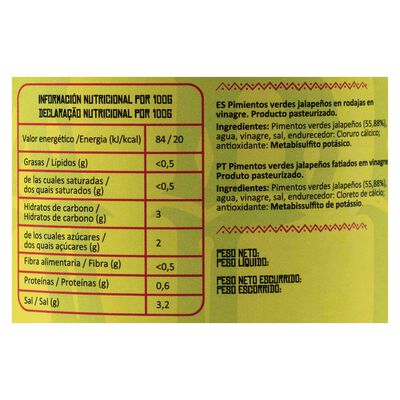 INFORMACIÓN NUTRICIONAL POR 100G
DECLARAÇÃO NUTRICIONAL POR 100G
Valor energético /Energia (kJ/kcal) 84 / 20
Grasas / Lípidos (g) <0,5
de las cuales saturadas /
dos quais saturados (g) <0,5
Hidratos de carbono /
Hidratos de carbono (g) 3
de los cuales azúcares /
dos quais açúcares (g) 2
Fibra alimentaria / Fibra (g) <0,5
Proteínas / Proteínas (g) 0,6
Sal / Sal (g) 3,2
ES Pimientos verdes jalapeños en rodajas en
vinagre. Producto pasteurizado.
Ingredientes: Pimientos verdes jalapeños (55,88%),
agua, vinagre, sal, endurecedor: Cloruro cálcico;
antioxidante: Metabisulfito potásico.
PT Pimentos verdes jalapeños fatiados em vinagre.
Produto pasteurizado.
Ingredientes: Pimentos verdes jalapeños (55,88%),
agua, vinagre, sal, endurecedor: Cloreto de cálcio;
antioxidante: Metabissulfito de potássio.
PESO NETO:
PESO LÍQUIDO:
PESO NETO ESCURRIDO:
PESO ESCORRIDO: